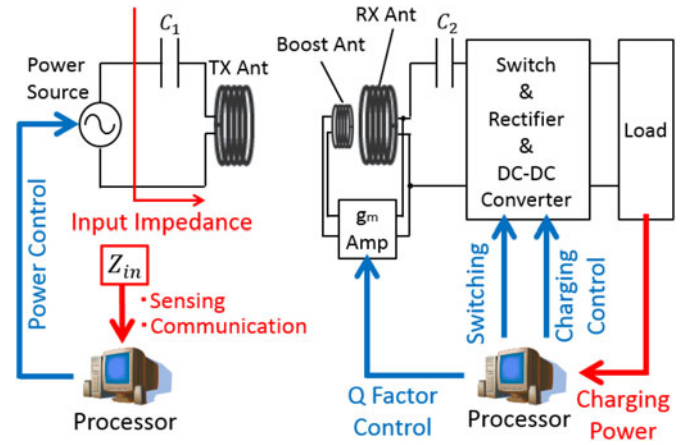 C₁
Power
Source
TX Ant
Input Impedance
Z_in
・Sensing
・Communication
Power Control
Processor
RX Ant
Boost Ant
C₂
Switch
&
Rectifier
&
DC-DC
Converter
Load
gm
Amp
Switching
Charging
Control
Q Factor
Control
Processor
Charging
Power